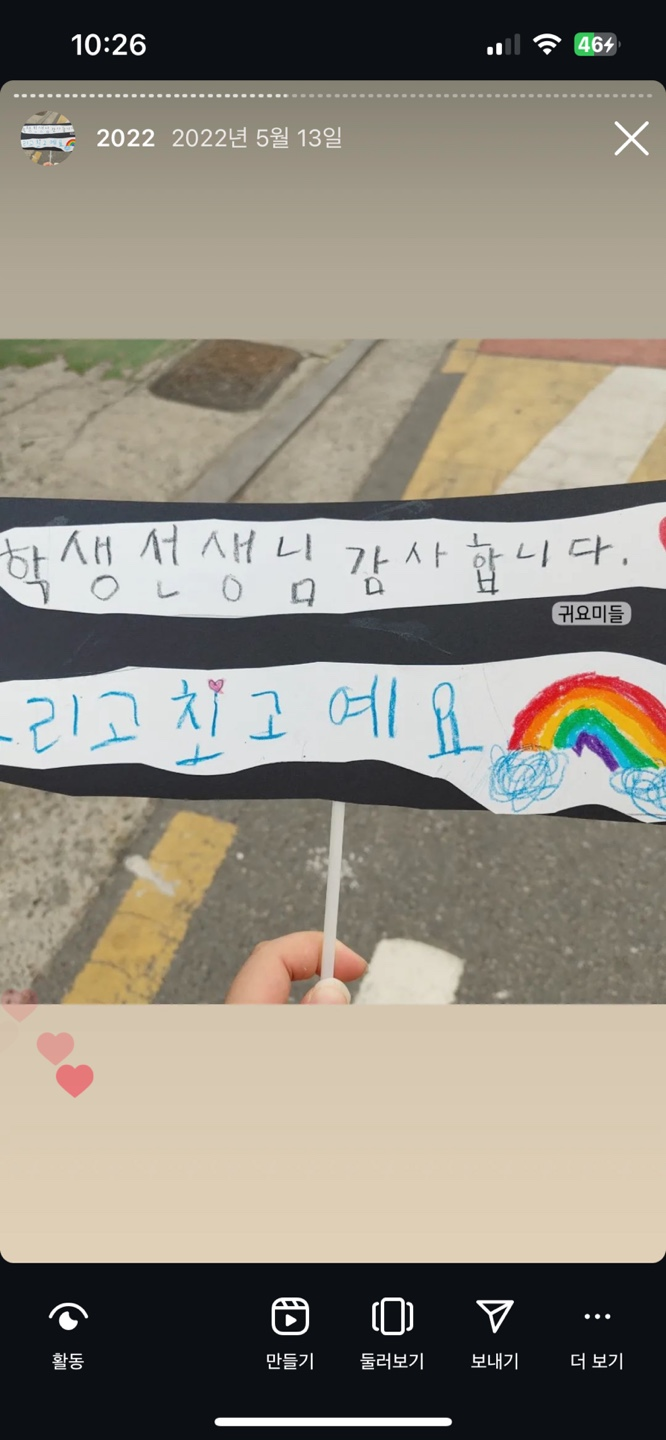 10:26
46
2022 2022년 5월 13일
학생선생님 감사합니다.
귀요미들
리고 최고예요
활동
만들기
둘러보기
보내기
더 보기